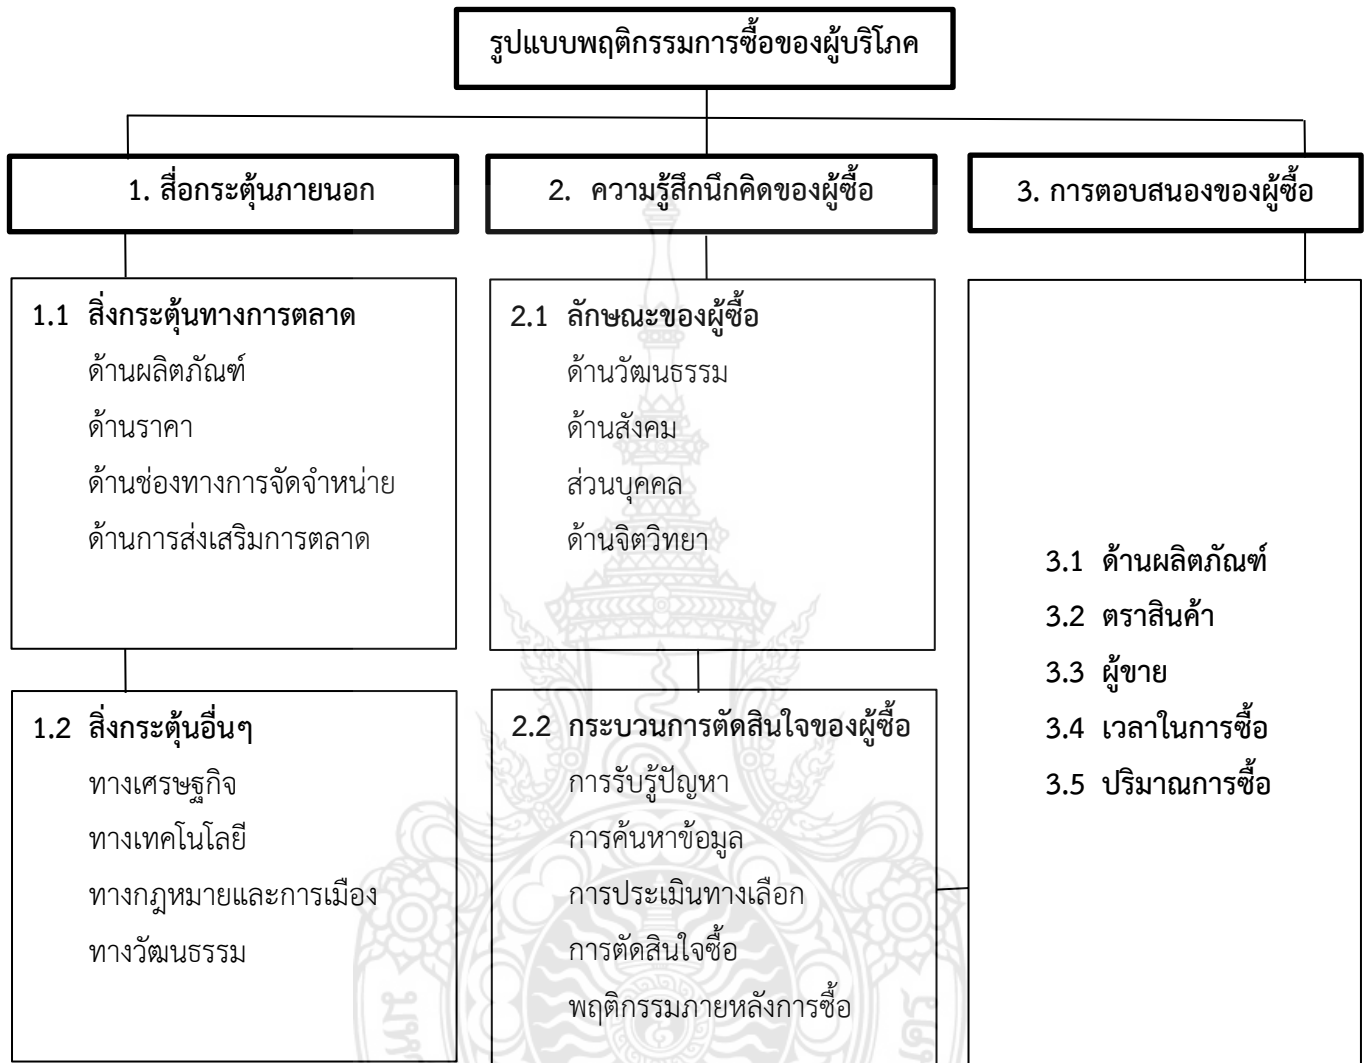 รูปแบบพฤติกรรมการซื้อของผู้บริโภค
1. สื่อกระตุ้นภายนอก
2. ความรู้สึกนึกคิดของผู้ซื้อ
3. การตอบสนองของผู้ซื้อ
1.1 สิ่งกระตุ้นทางการตลาด
ด้านผลิตภัณฑ์
ด้านราคา
ด้านช่องทางการจัดจำหน่าย
ด้านการส่งเสริมการตลาด
1.2 สิ่งกระตุ้นอื่นๆ
ทางเศรษฐกิจ
ทางเทคโนโลยี
ทางกฎหมายและการเมือง
ทางวัฒนธรรม
2.1 ลักษณะของผู้ซื้อ
ด้านวัฒนธรรม
ด้านสังคม
ส่วนบุคคล
ด้านจิตวิทยา
2.2 กระบวนการตัดสินใจของผู้ซื้อ
การรับรู้ปัญหา
การค้นหาข้อมูล
การประเมินทางเลือก
การตัดสินใจซื้อ
พฤติกรรมภายหลังการซื้อ
3.1 ด้านผลิตภัณฑ์
3.2 ตราสินค้า
3.3 ผู้ขาย
3.4 เวลาในการซื้อ
3.5 ปริมาณการซื้อ